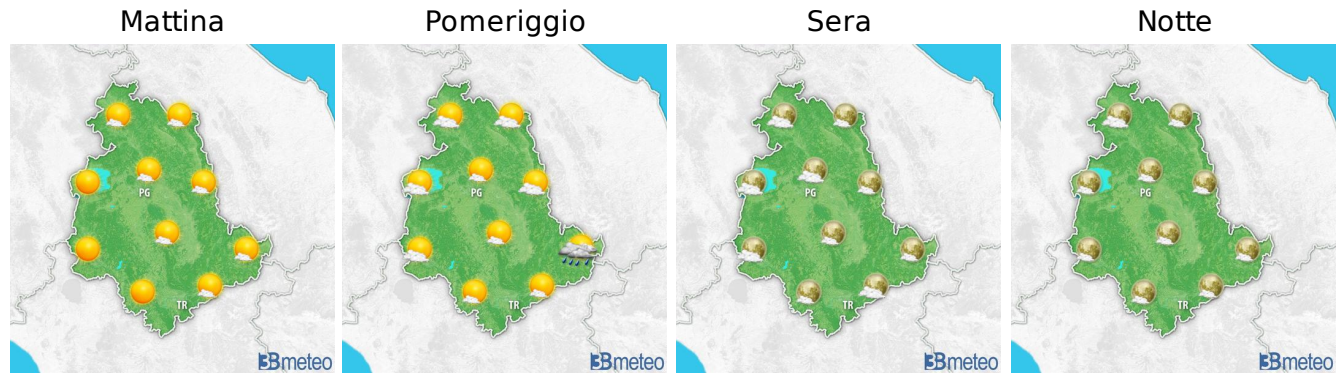 Mattina
Pomeriggio
Sera
Notte
PG
TR
3Bmeteo
PG
TR
3Bmeteo
PG
TR
3Bmeteo
PG
TR
3Bmeteo